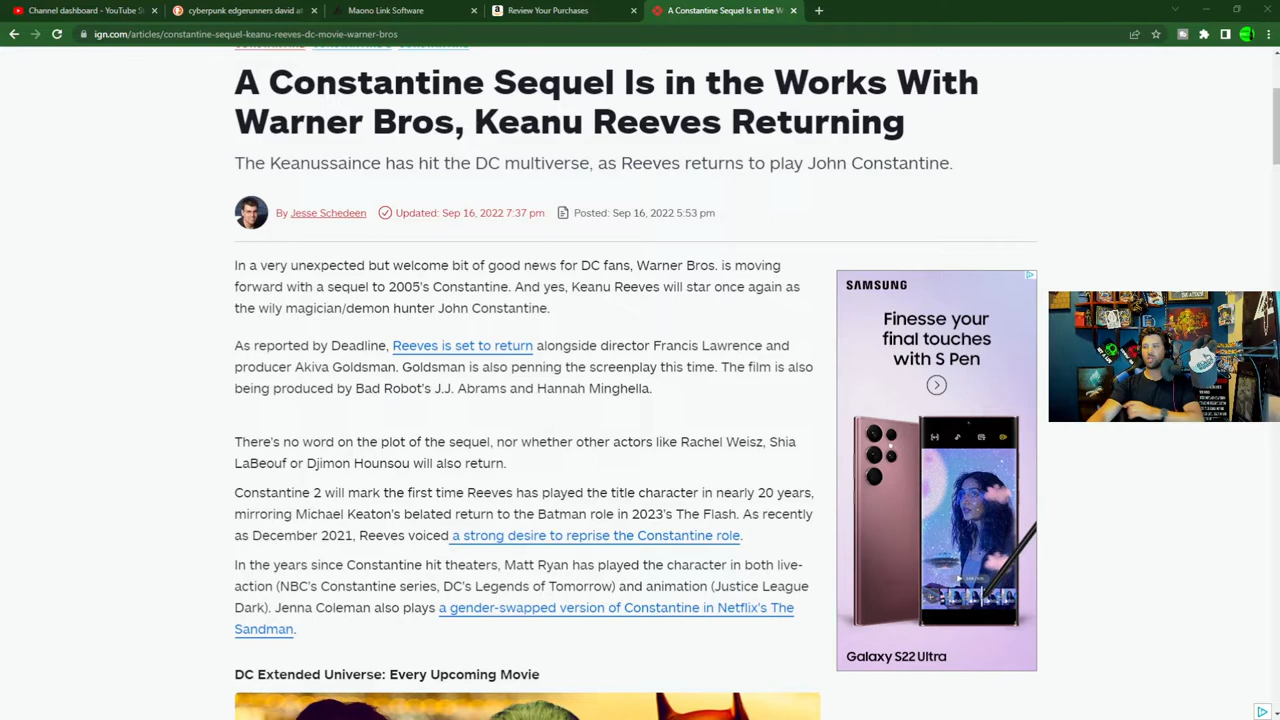 Channel dashboard - YouTube S
cyberpunk edgerunners david at
Maono Link Software
Review Your Purchases
A Constantine Sequel Is in the W
ign.com/articles/constantine-sequel-keanu-reeves-dc-movie-warner-bros
A Constantine Sequel Is in the Works With
Warner Bros, Keanu Reeves Returning
The Keanussaince has hit the DC multiverse, as Reeves returns to play John Constantine.
By Jesse Schedeen Updated: Sep 16, 2022 7:37 pm Posted: Sep 16, 2022 5:53 pm
In a very unexpected but welcome bit of good news for DC fans, Warner Bros. is moving
forward with a sequel to 2005's Constantine. And yes, Keanu Reeves will star once again as
the wily magician/demon hunter John Constantine.
As reported by Deadline, Reeves is set to return alongside director Francis Lawrence and
producer Akiva Goldsman. Goldsman is also penning the screenplay this time. The film is also
being produced by Bad Robot's J.J. Abrams and Hannah Minghella.
There's no word on the plot of the sequel, nor whether other actors like Rachel Weisz, Shia
LaBeouf or Djimon Hounsou will also return.
Constantine 2 will mark the first time Reeves has played the title character in nearly 20 years,
mirroring Michael Keaton's belated return to the Batman role in 2023's The Flash. As recently
as December 2021, Reeves voiced a strong desire to reprise the Constantine role.
In the years since Constantine hit theaters, Matt Ryan has played the character in both live-
action (NBC's Constantine series, DC's Legends of Tomorrow) and animation (Justice League
Dark). Jenna Coleman also plays a gender-swapped version of Constantine in Netflix's The
Sandman.
DC Extended Universe: Every Upcoming Movie
SAMSUNG
Finesse your
final touches
with S Pen
Galaxy S22 Ultra